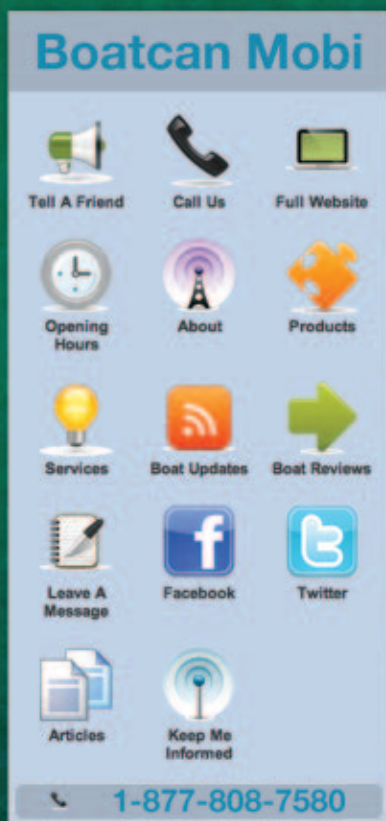 Boatcan Mobi
Tell A Friend
Call Us
Full Website
Opening
Hours
About
Products
Services
Boat Updates
Boat Reviews
Leave A
Message
Facebook
Twitter
Articles
Keep Me
Informed
1-877-808-7580